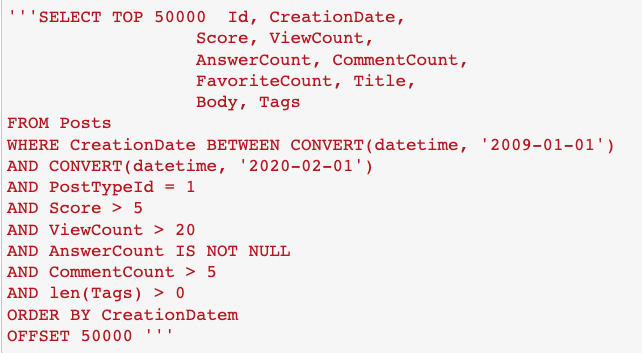 '''SELECT TOP 50000  Id, CreationDate,
Score, ViewCount,
AnswerCount, CommentCount,
FavoriteCount, Title,
Body, Tags
FROM Posts
WHERE CreationDate BETWEEN CONVERT(datetime, '2009-01-01')
AND CONVERT(datetime, '2020-02-01')
AND PostTypeId = 1
AND Score > 5
AND ViewCount > 20
AND AnswerCount IS NOT NULL
AND CommentCount > 5
AND len(Tags) > 0
ORDER BY CreationDatem
OFFSET 50000 '''